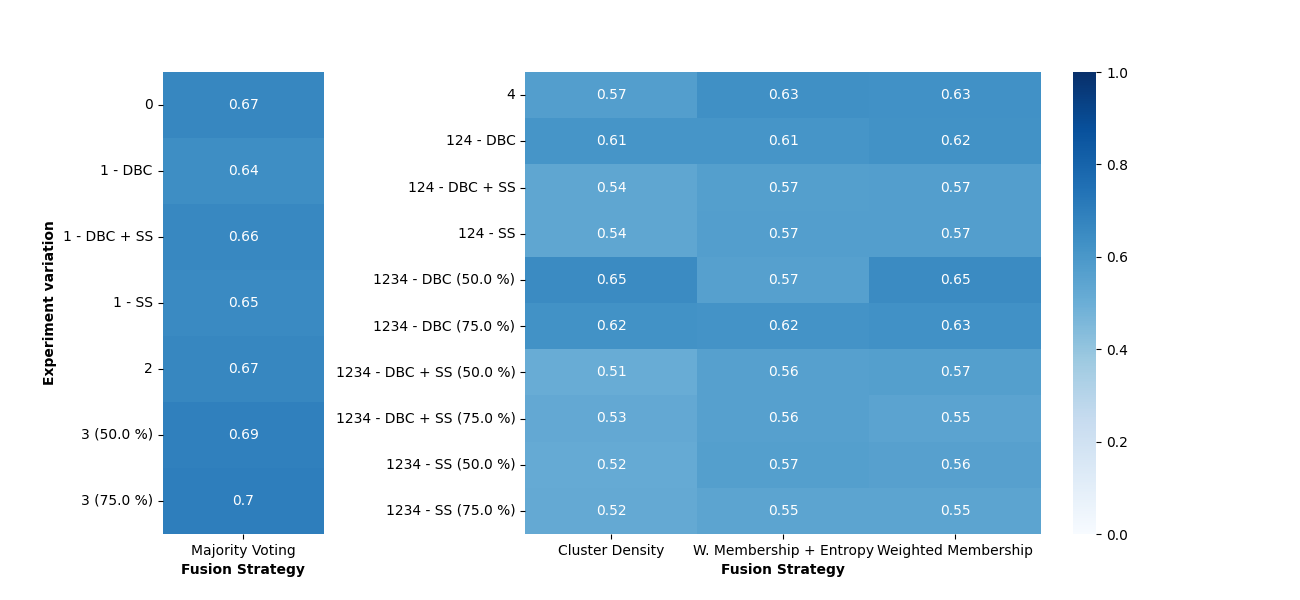 Experiment variation
0 0.67
1 - DBC 0.64
1 - DBC + SS 0.66
1 - SS 0.65
2 0.67
3 (50.0 %) 0.69
3 (75.0 %) 0.7
Majority Voting
Fusion Strategy
4 0.57 0.63 0.63
124 - DBC 0.61 0.61 0.62
124 - DBC + SS 0.54 0.57 0.57
124 - SS 0.54 0.57 0.57
1234 - DBC (50.0 %) 0.65 0.57 0.65
1234 - DBC (75.0 %) 0.62 0.62 0.63
1234 - DBC + SS (50.0 %) 0.51 0.56 0.57
1234 - DBC + SS (75.0 %) 0.53 0.56 0.55
1234 - SS (50.0 %) 0.52 0.57 0.56
1234 - SS (75.0 %) 0.52 0.55 0.55
Cluster Density W. Membership + Entropy Weighted Membership
Fusion Strategy
1.0
0.8
0.6
0.4
0.2
0.0